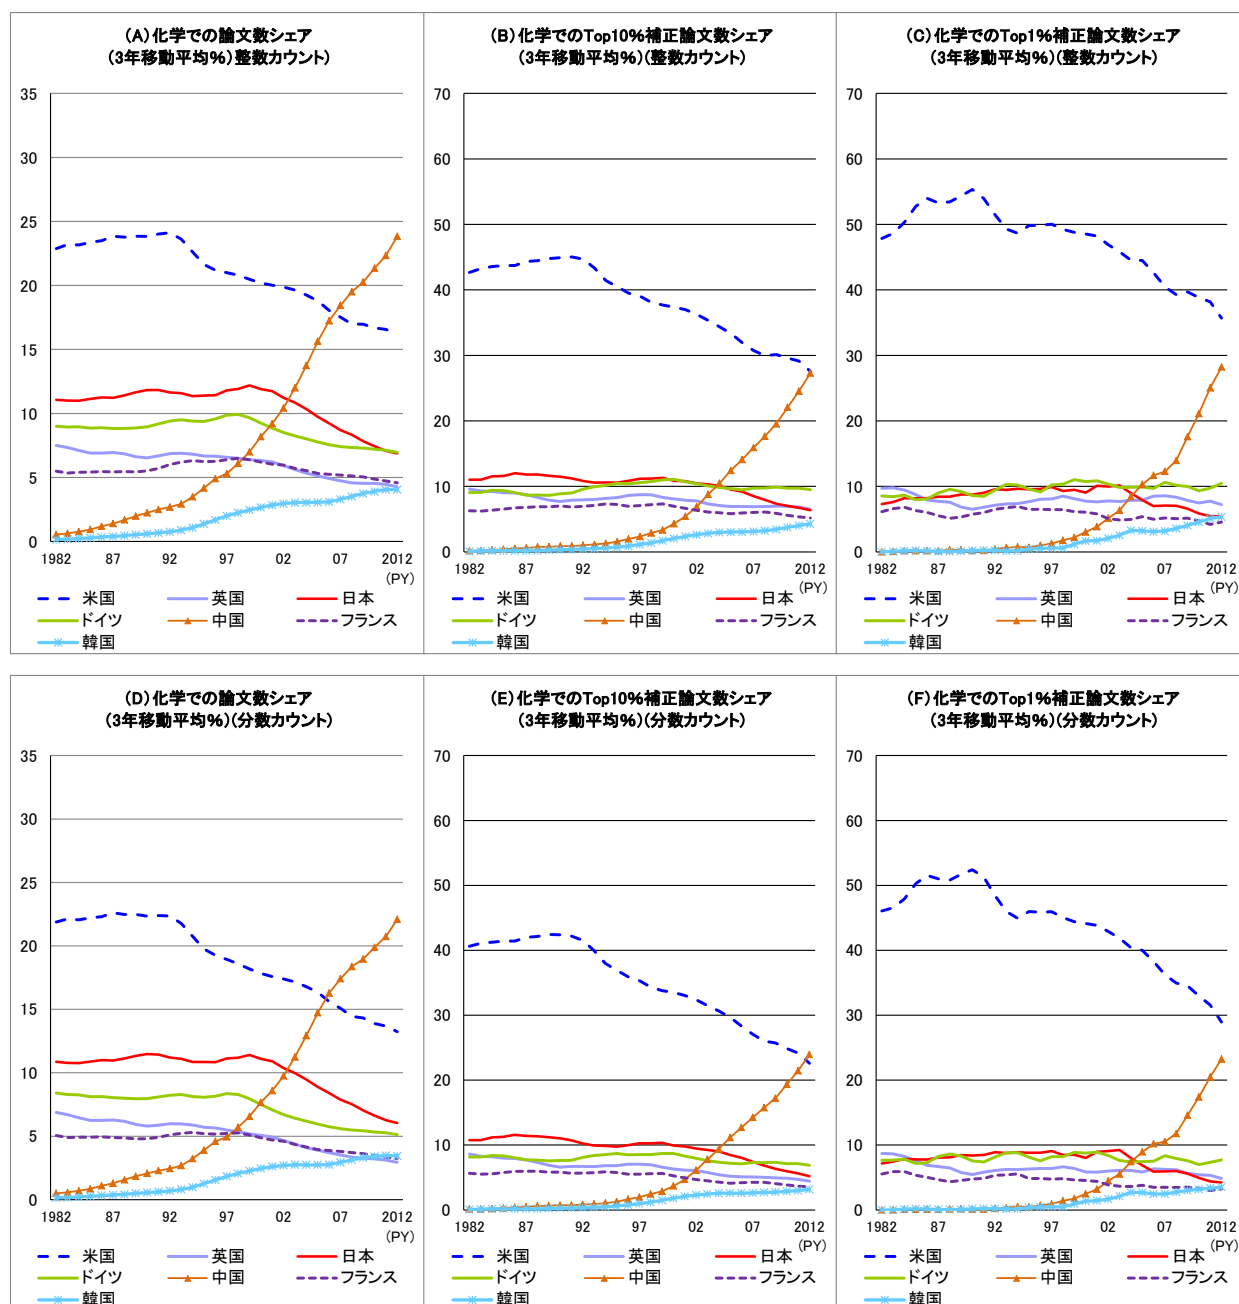 (A)化学での論文数シェア
(3年移動平均%)整数カウント)
35
30
25
20
15
10
5
0
1982 87 92 97 02 07 2012
(PY)
米国 英国 日本
ドイツ 中国 フランス
韓国
(B)化学でのTop10%補正論文数シェア
(3年移動平均%)(整数カウント)
70
60
50
40
30
20
10
0
1982 87 92 97 02 07 2012
(PY)
米国 英国 日本
ドイツ 中国 フランス
韓国
(C)化学でのTop1%補正論文数シェア
(3年移動平均%)(整数カウント)
70
60
50
40
30
20
10
0
1982 87 92 97 02 07 2012
(PY)
米国 英国 日本
ドイツ 中国 フランス
韓国
(D)化学での論文数シェア
(3年移動平均%)(分数カウント)
35
30
25
20
15
10
5
0
1982 87 92 97 02 07 2012
(PY)
米国 英国 日本
ドイツ 中国 フランス
韓国
(E)化学でのTop10%補正論文数シェア
(3年移動平均%)(分数カウント)
70
60
50
40
30
20
10
0
1982 87 92 97 02 07 2012
(PY)
米国 英国 日本
ドイツ 中国 フランス
韓国
(F)化学でのTop1%補正論文数シェア
(3年移動平均%)(分数カウント)
70
60
50
40
30
20
10
0
1982 87 92 97 02 07 2012
(PY)
米国 英国 日本
ドイツ 中国 フランス
韓国